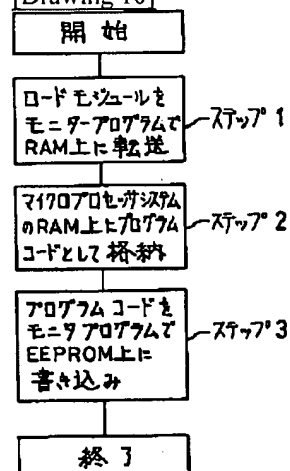 [Drawing 10]
開始
ロードモジュールを
モニタープログラムで
RAM上に転送
ステップ1
マイクロプロセッサシステム
のRAM上にプログラム
コードとして格納
ステップ2
プログラムコードを
モニタプログラムで
EEPROM上に
書き込み
ステップ3
終了